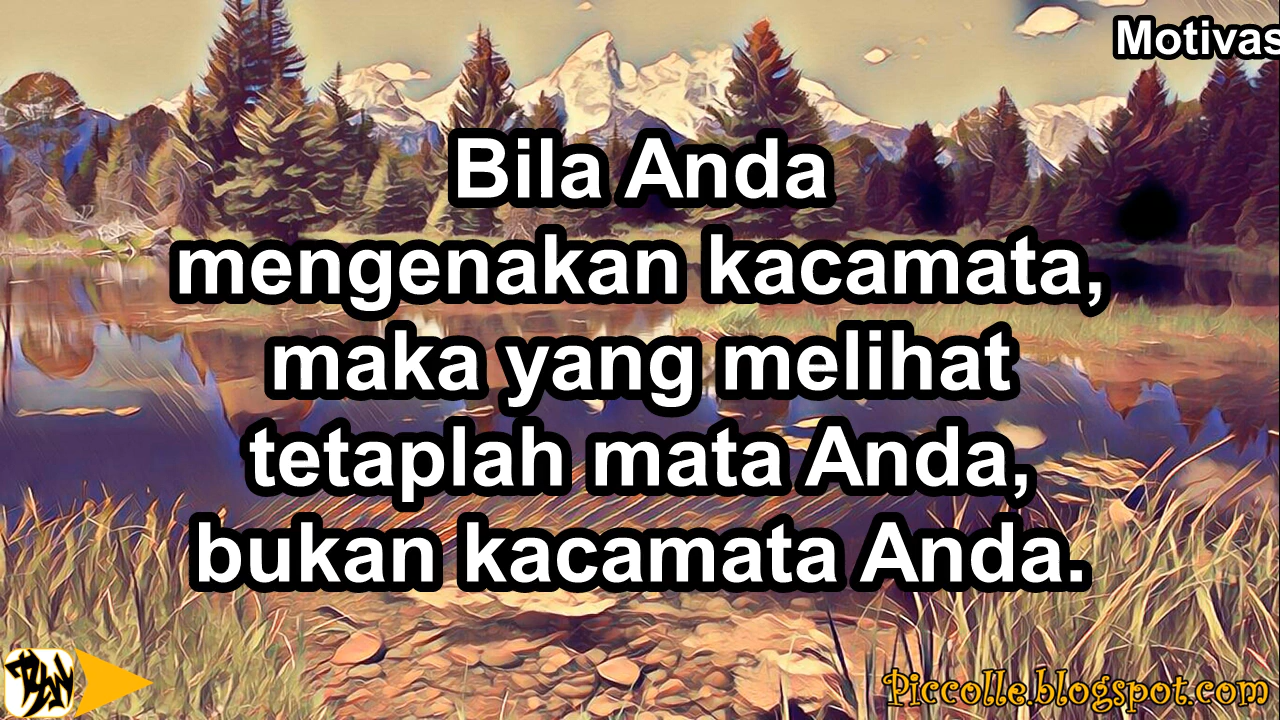 Motivas
Bila Anda
mengenakan kacamata,
maka yang melihat
tetaplah mata Anda,
bukan kacamata Anda.
Piccolle.blogspot.com